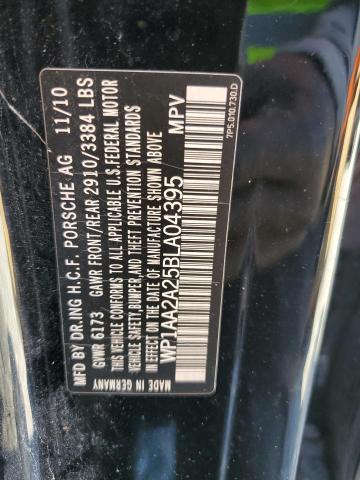 MFD BY DR.ING H.C.F. PORSCHE AG 11/10
GVWR 6173 GAWR FRONT/REAR 2910/3384 LBS
THIS VEHICLE CONFORMS TO ALL APPLICABLE U.S.FEDERAL MOTOR
VEHICLE SAFETY,BUMPER,AND THEFT PREVENTION STANDARDS
IN EFFECT ON THE DATE OF MANUFACTURE SHOWN ABOVE
WP1AA2A25BLA04395 MPV
MADE IN GERMANY
7P5.010.730.D